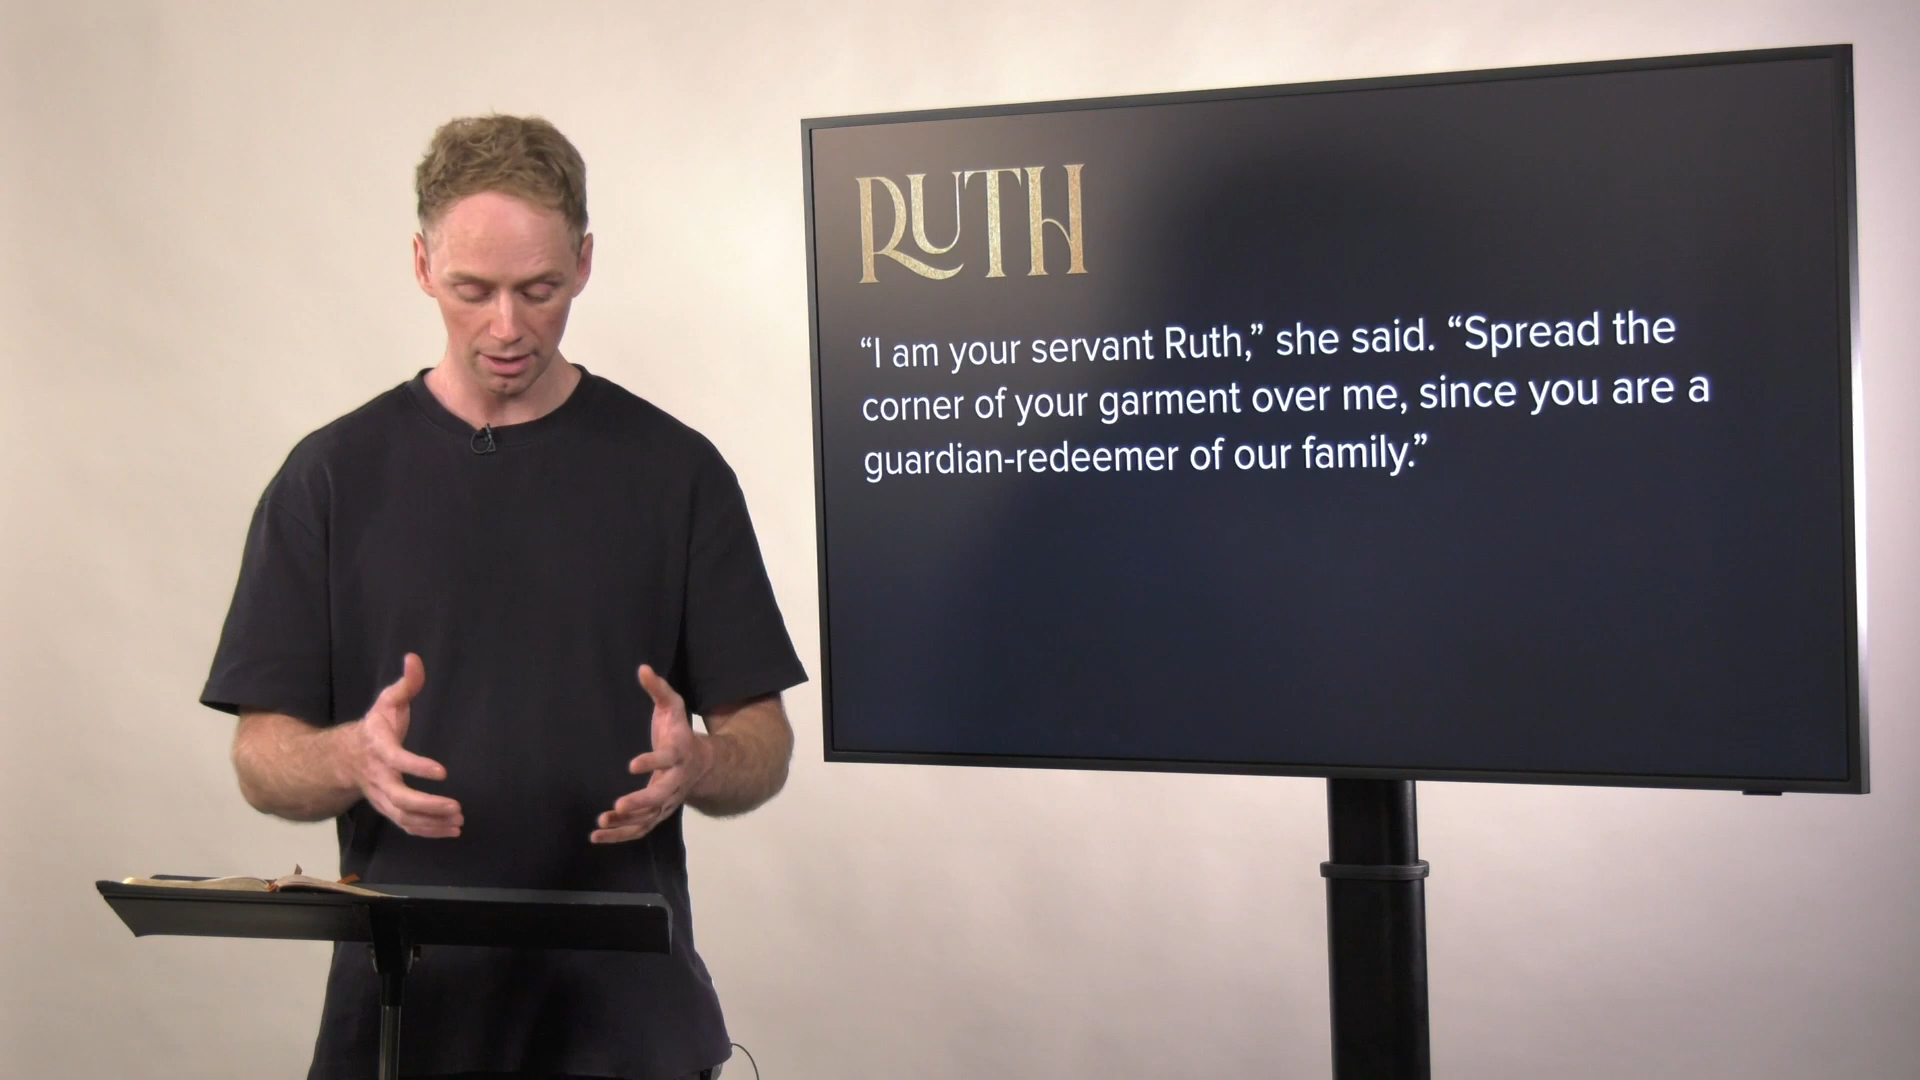 RUTH
“I am your servant Ruth,” she said. “Spread the
corner of your garment over me, since you are a
guardian-redeemer of our family.”